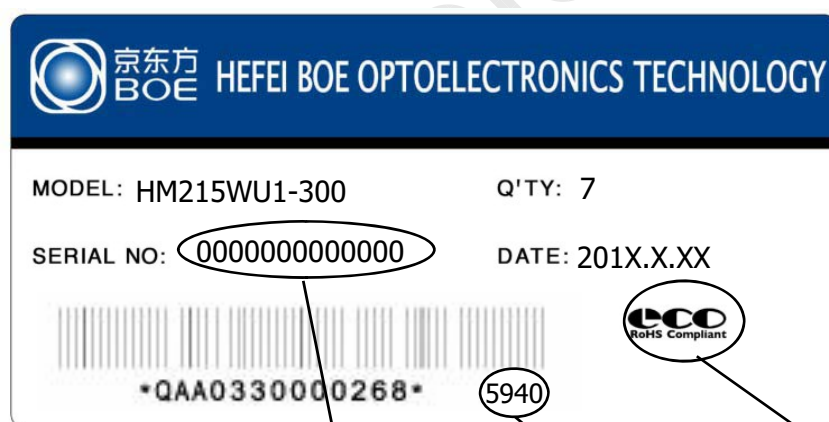 京东方
BOE
HEFEI BOE OPTOELECTRONICS TECHNOLOGY
MODEL: HM215WU1-300
Q'TY: 7
SERIAL NO: 0000000000000
DATE: 201X.X.XX
eco
RoHS Compliant
*QAA0330000268*
5940